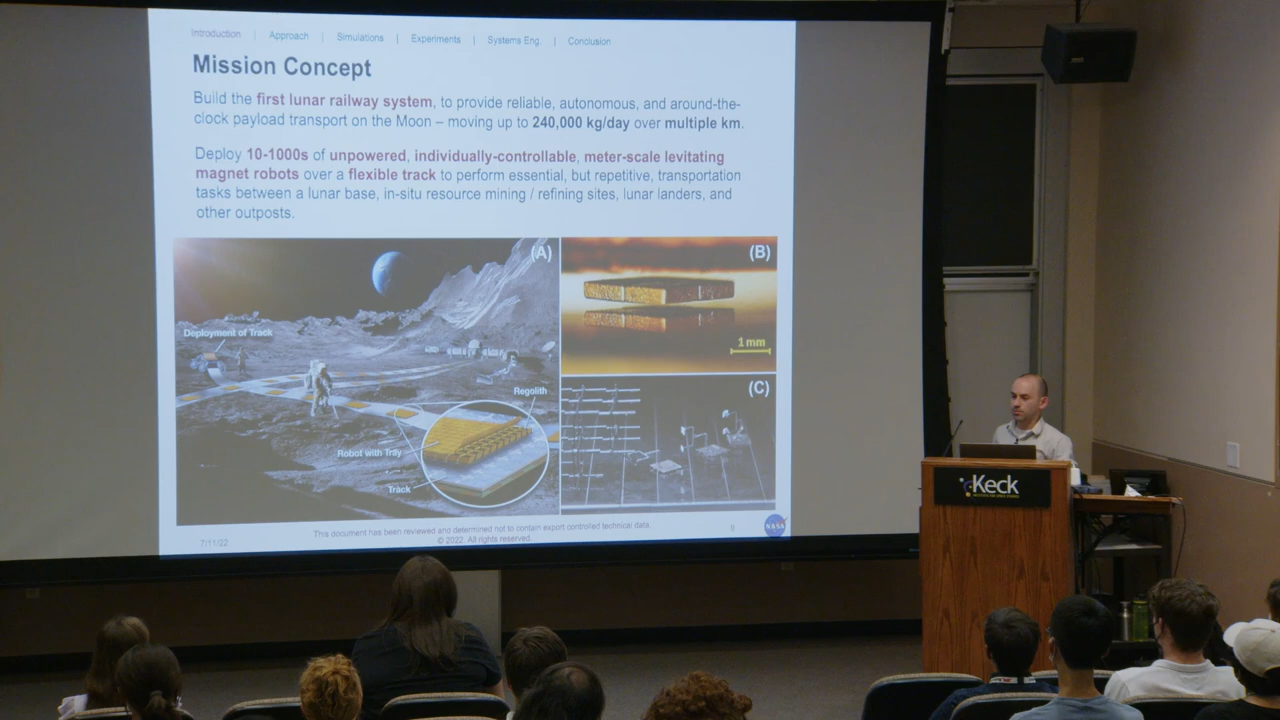 Introduction | Approach | Simulations | Experiments | Systems Eng. | Conclusion
Mission Concept
Build the first lunar railway system, to provide reliable, autonomous, and around-the-
clock payload transport on the Moon – moving up to 240,000 kg/day over multiple km.
Deploy 10-1000s of unpowered, individually-controllable, meter-scale levitating
magnet robots over a flexible track to perform essential, but repetitive, transportation
tasks between a lunar base, in-situ resource mining / refining sites, lunar landers, and
other outposts.
(A)
Deployment of Track
Regolith
Robot with Tray
Track
(B)
1 mm
(C)
This document has been reviewed and determined not to contain export controlled technical data.
© 2022. All rights reserved.
7/11/22
9
NASA
Keck